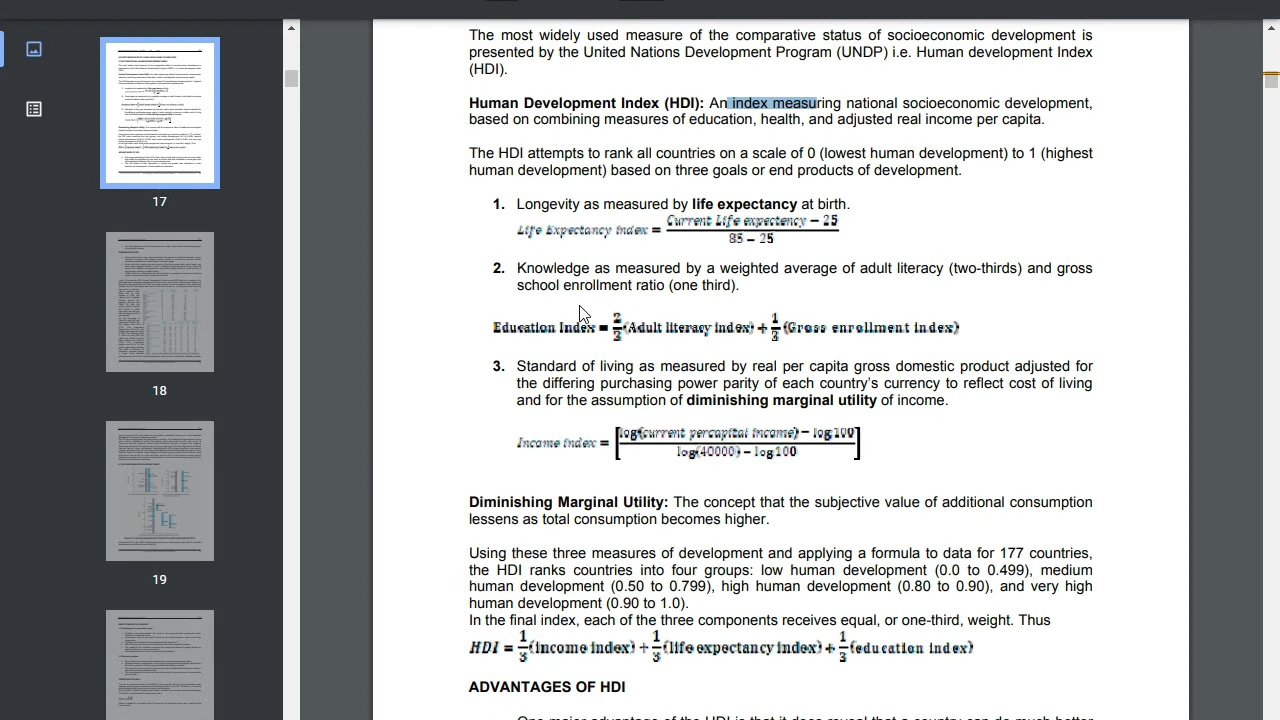 The most widely used measure of the comparative status of socioeconomic development is
presented by the United Nations Development Program (UNDP) i.e. Human development Index
(HDI).
Human Development Index (HDI): An index measuring national socioeconomic development,
based on combining measures of education, health, and adjusted real income per capita.
The HDI attempts to rank all countries on a scale of 0 (lowest human development) to 1 (highest
human development) based on three goals or end products of development.
1. Longevity as measured by life expectancy at birth.
Life Expectancy index = (Current Life expectency − 25) / (85 − 25)
2. Knowledge as measured by a weighted average of adult literacy (two-thirds) and gross
school enrollment ratio (one third).
Education Index = 2/3 (Adult literacy index) + 1/3 (Gross enrollment index)
3. Standard of living as measured by real per capita gross domestic product adjusted for
the differing purchasing power parity of each country's currency to reflect cost of living
and for the assumption of diminishing marginal utility of income.
Income index = [(log(current percapital income) − log 100) / (log(40000) − log 100)]
Diminishing Marginal Utility: The concept that the subjective value of additional consumption
lessens as total consumption becomes higher.
Using these three measures of development and applying a formula to data for 177 countries,
the HDI ranks countries into four groups: low human development (0.0 to 0.499), medium
human development (0.50 to 0.799), high human development (0.80 to 0.90), and very high
human development (0.90 to 1.0).
In the final index, each of the three components receives equal, or one-third, weight. Thus
HDI = 1/3 (income index) + 1/3 (life expectancy index) + 1/3 (education index)
ADVANTAGES OF HDI
17
18
19